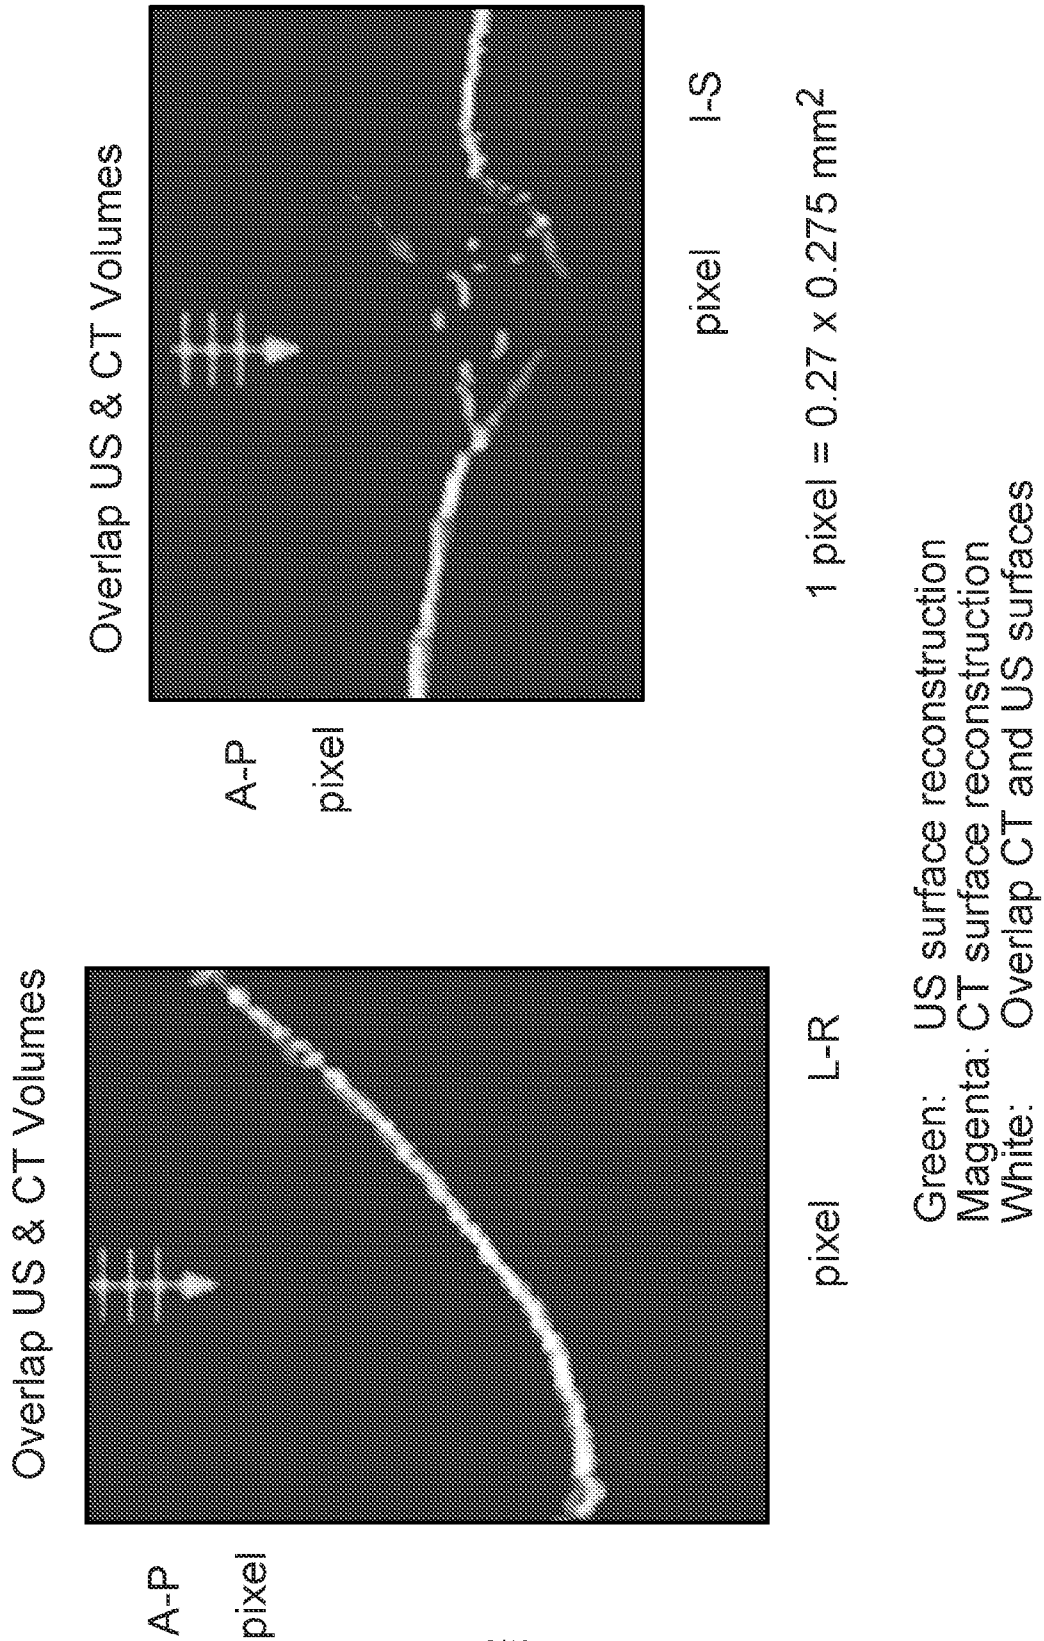 Overlap US & CT Volumes
A-P
pixel
pixel
L-R
Overlap US & CT Volumes
A-P
pixel
pixel
I-S
1 pixel = 0.27 x 0.275 mm²
Green: US surface reconstruction
Magenta: CT surface reconstruction
White: Overlap CT and US surfaces